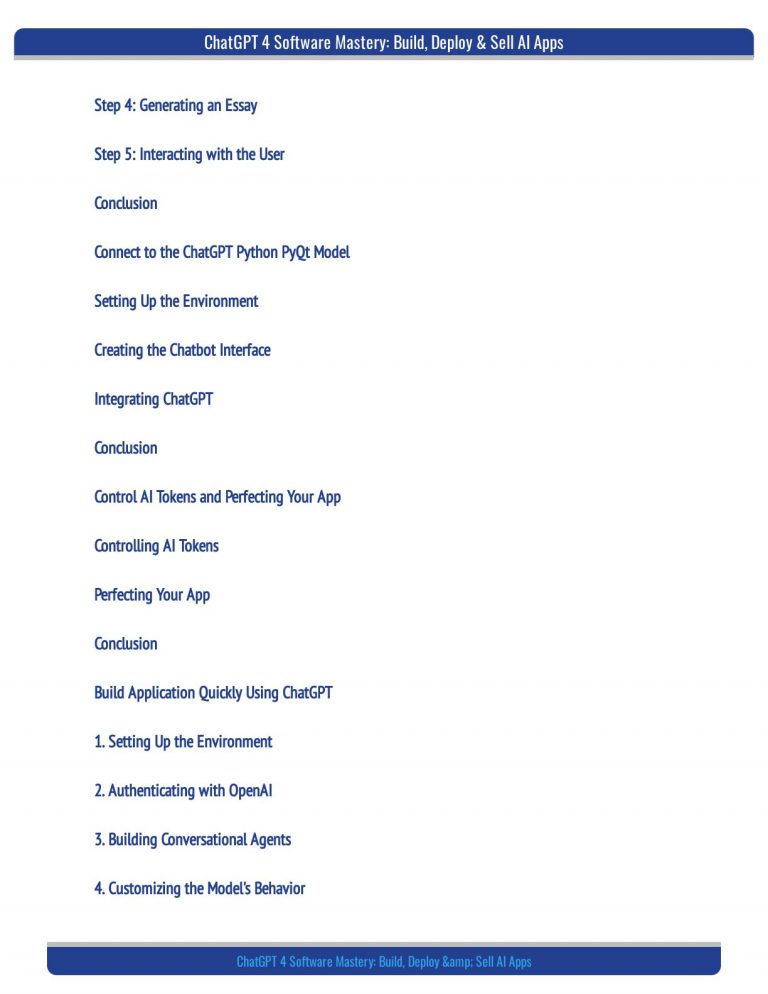 ChatGPT 4 Software Mastery: Build, Deploy & Sell AI Apps
Step 4: Generating an Essay
Step 5: Interacting with the User
Conclusion
Connect to the ChatGPT Python PyQt Model
Setting Up the Environment
Creating the Chatbot Interface
Integrating ChatGPT
Conclusion
Control AI Tokens and Perfecting Your App
Controlling AI Tokens
Perfecting Your App
Conclusion
Build Application Quickly Using ChatGPT
1. Setting Up the Environment
2. Authenticating with OpenAI
3. Building Conversational Agents
4. Customizing the Model's Behavior
ChatGPT 4 Software Mastery: Build, Deploy &amp; Sell AI Apps